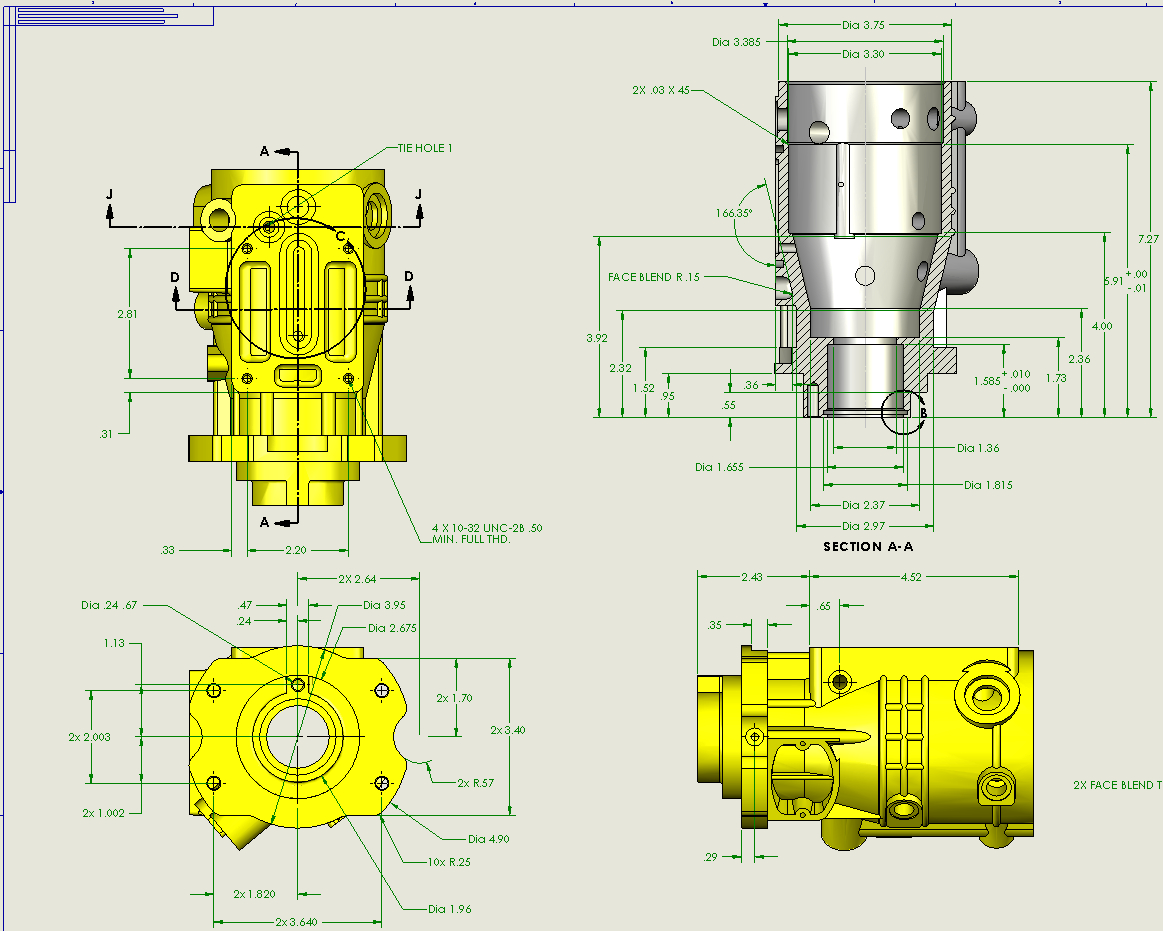 A
TIE HOLE 1
J
J
C
D
D
2.81
.31
A
.33
2.20
4 X 10-32 UNC-2B .50
MIN. FULL THD.
Dia 3.75
Dia 3.385
Dia 3.30
2X .03 X 45
166.35°
FACE BLEND R.15
7.27
5.91 +.00 -.01
4.00
3.92
2.36
2.32
1.73
1.585 +.010 -.000
1.52
.95
.36
.55
B
Dia 1.36
Dia 1.655
Dia 1.815
Dia 2.37
Dia 2.97
SECTION A-A
2X 2.64
Dia .24 .67
.47
Dia 3.95
.24
Dia 2.675
1.13
2x 1.70
2x 2.003
2x 3.40
2x R.57
2x 1.002
Dia 4.90
10x R.25
2x 1.820
Dia 1.96
2x 3.640
2.43
4.52
.65
.35
2X FACE BLEND T
.29